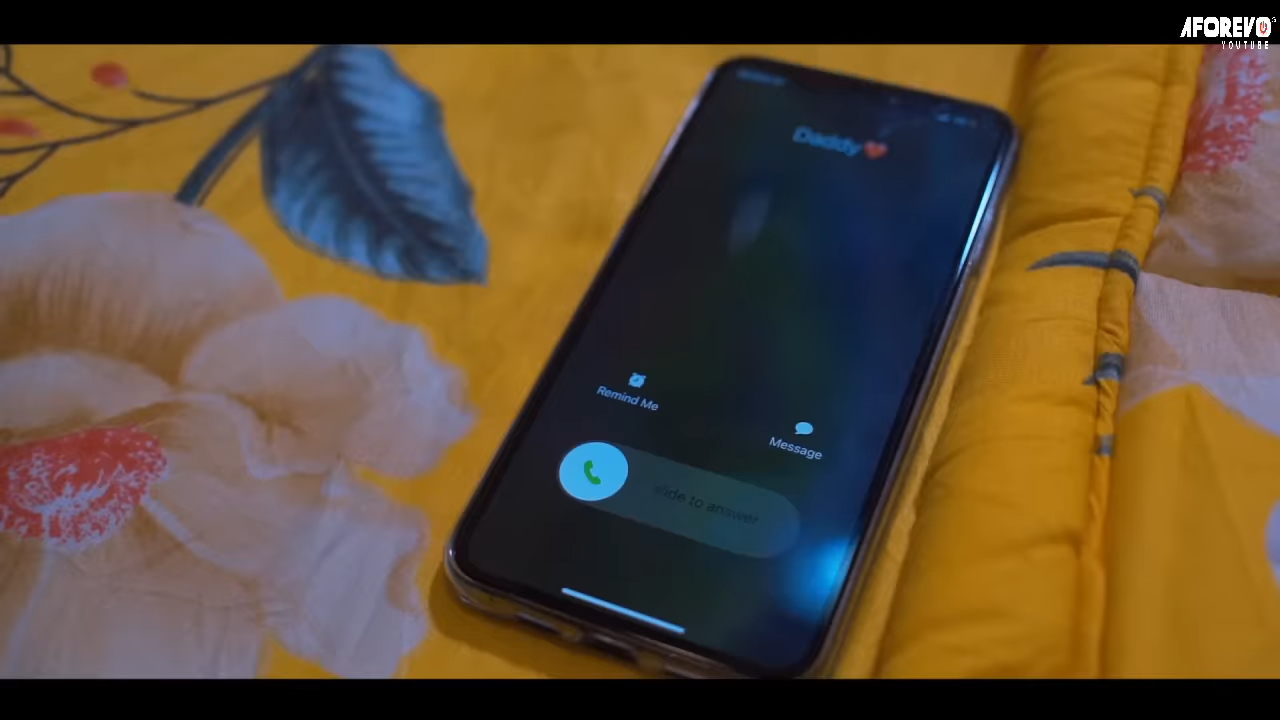 AFOREVO
YOUTUBE
Daddy❤️
Remind Me
Message
slide to answer